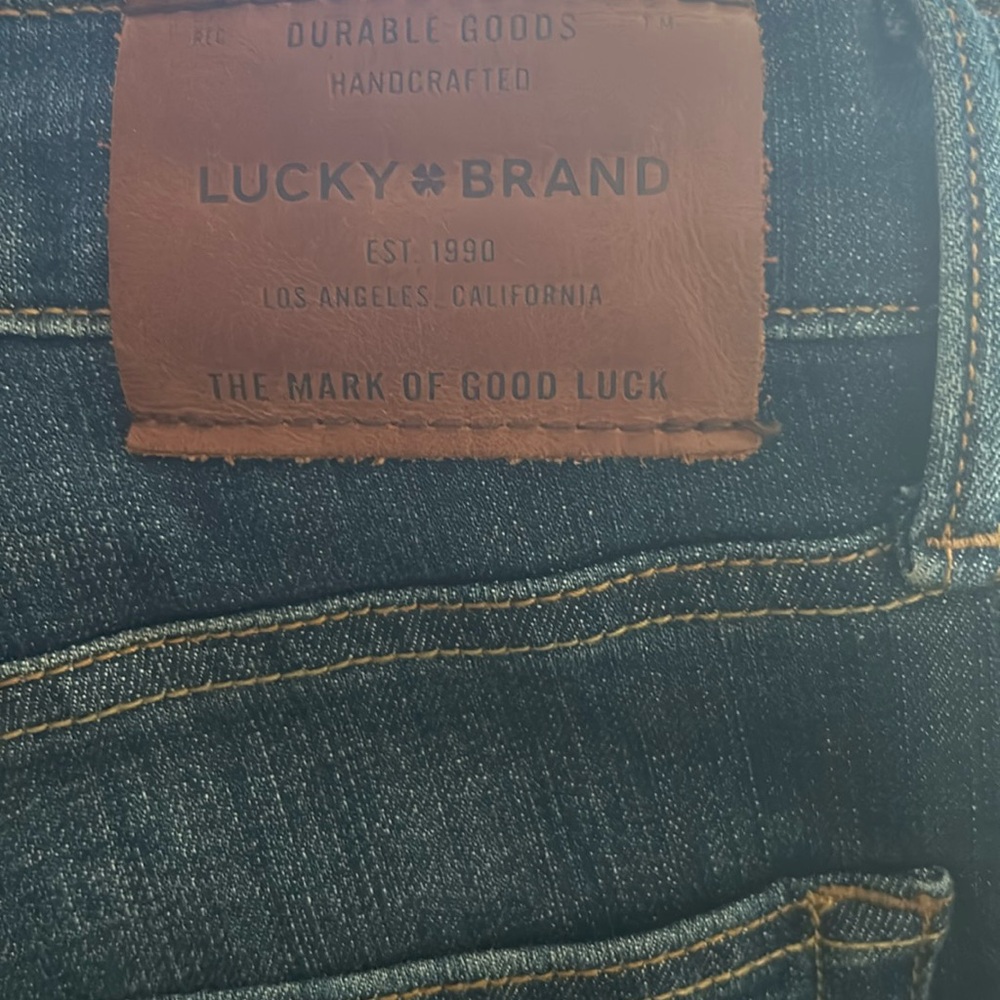 REG DURABLE GOODS TM
HANDCRAFTED
LUCKY BRAND
EST. 1990
LOS ANGELES, CALIFORNIA
THE MARK OF GOOD LUCK